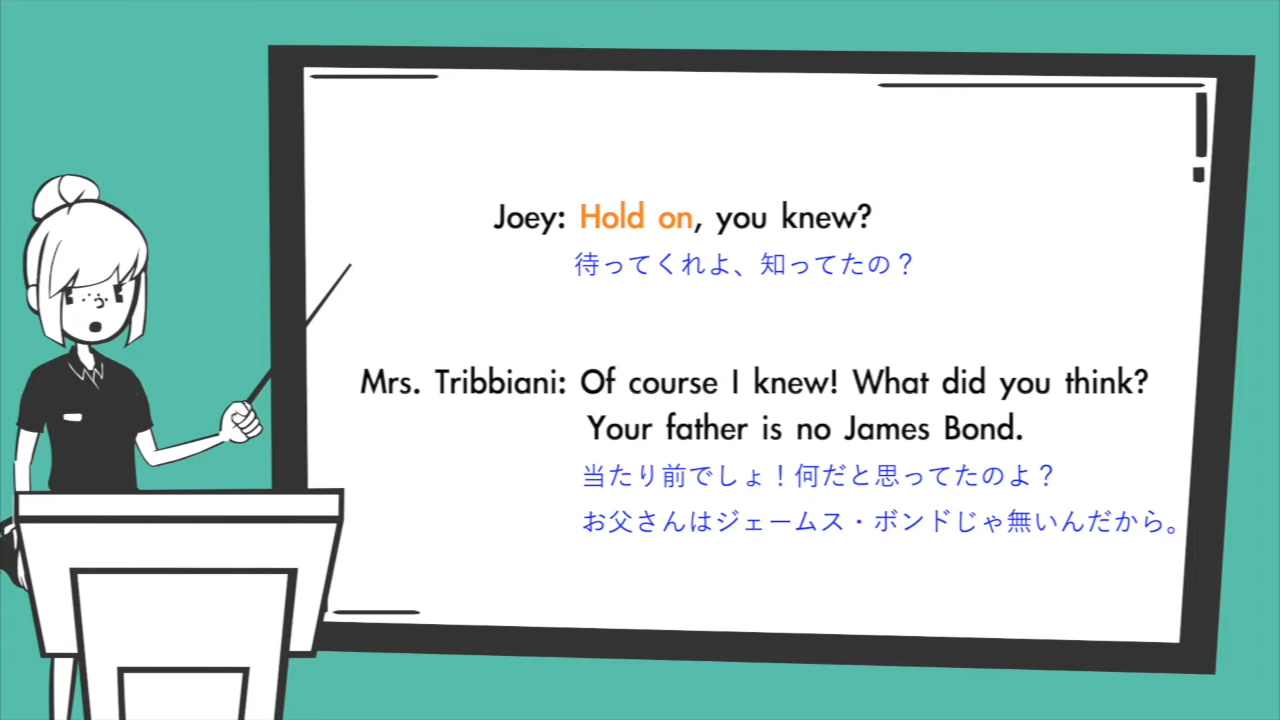 Joey: Hold on, you knew?
待ってくれよ、知ってたの？
Mrs. Tribbiani: Of course I knew! What did you think?
Your father is no James Bond.
当たり前でしょ！何だと思ってたのよ？
お父さんはジェームス・ボンドじゃ無いんだから。